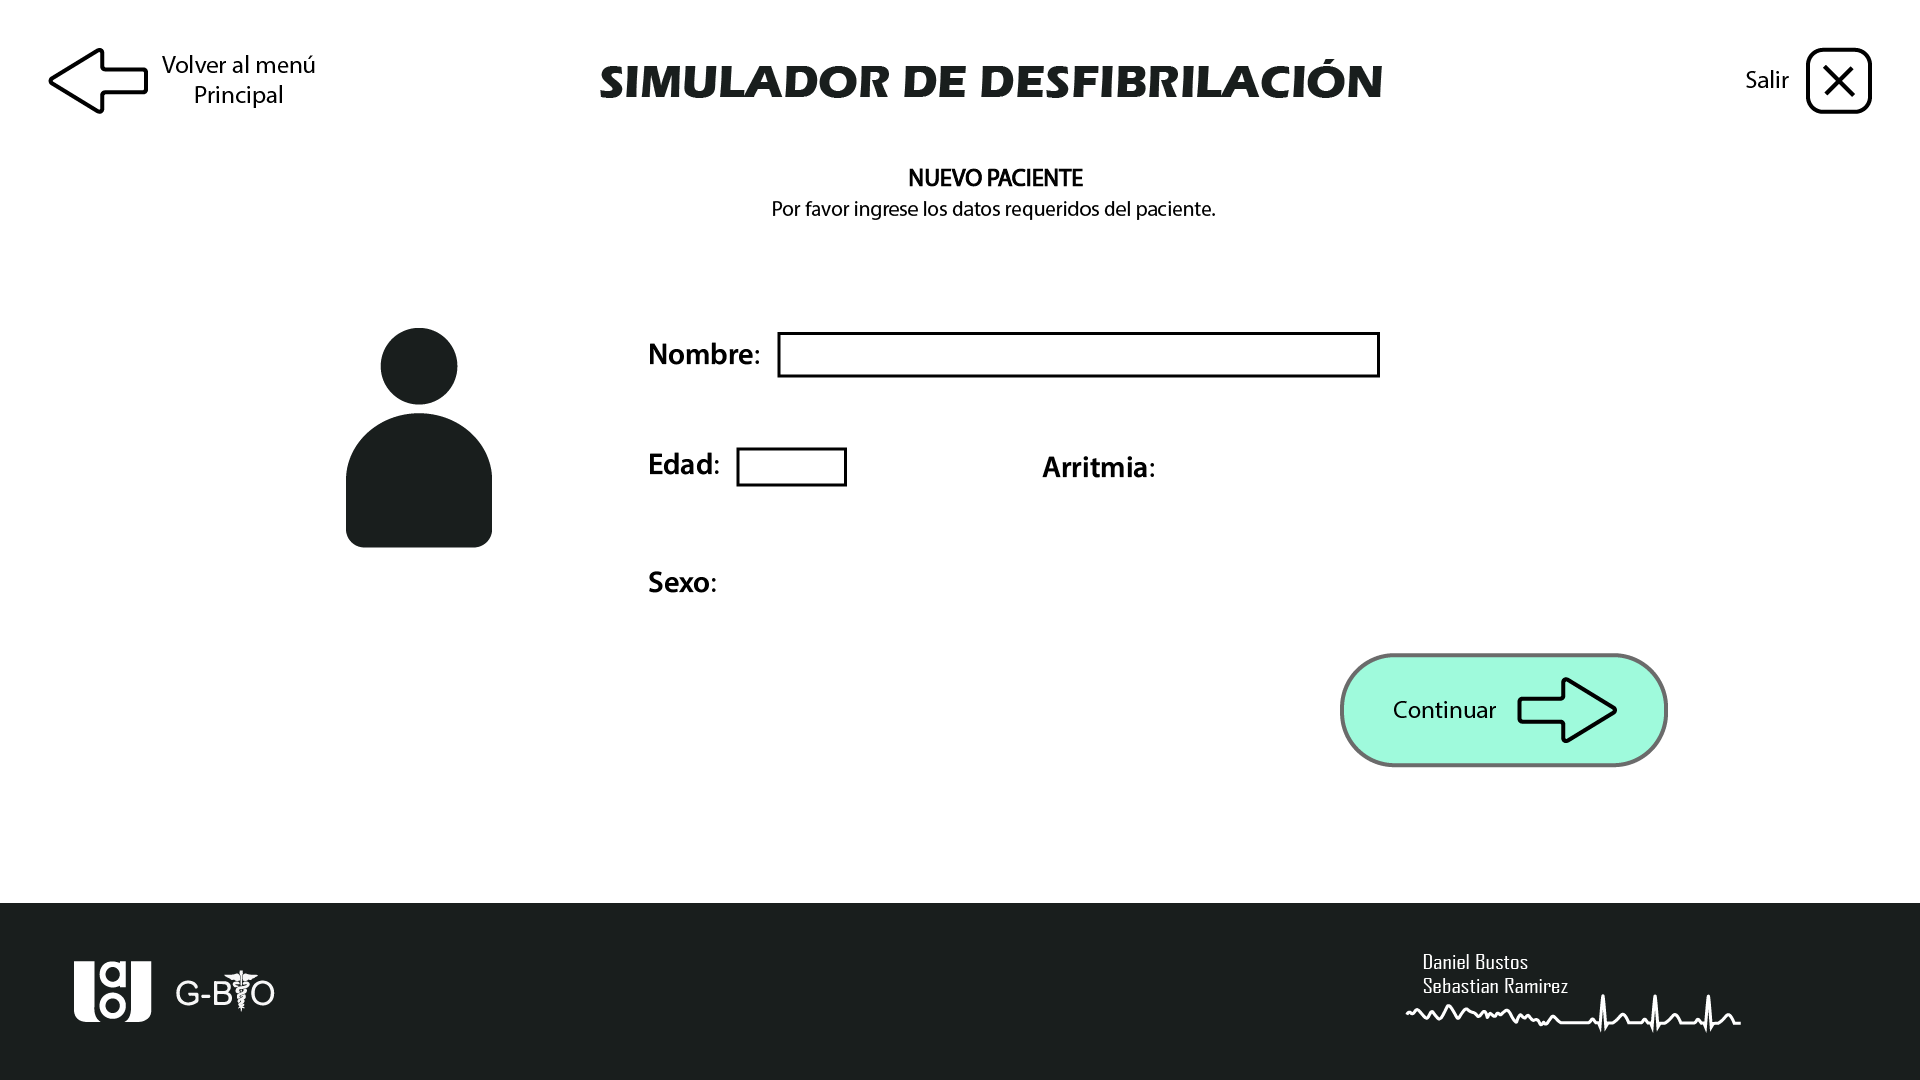 Volver al menú
Principal
SIMULADOR DE DESFIBRILACIÓN
Salir
NUEVO PACIENTE
Por favor ingrese los datos requeridos del paciente.
Nombre:
Edad:
Arritmia:
Sexo:
Continuar
uao
G-BIO
Daniel Bustos
Sebastian Ramirez